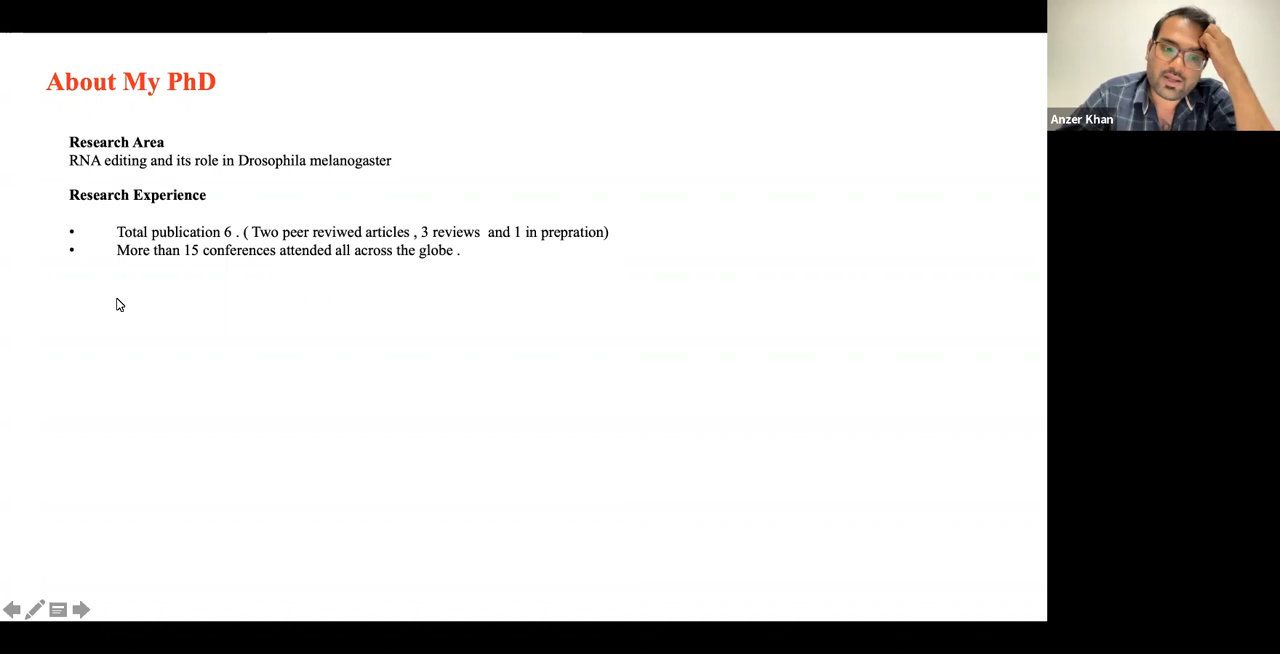 About My PhD
Research Area
RNA editing and its role in Drosophila melanogaster
Research Experience
• Total publication 6 . ( Two peer reviwed articles , 3 reviews and 1 in prepration)
• More than 15 conferences attended all across the globe .
Anzer Khan